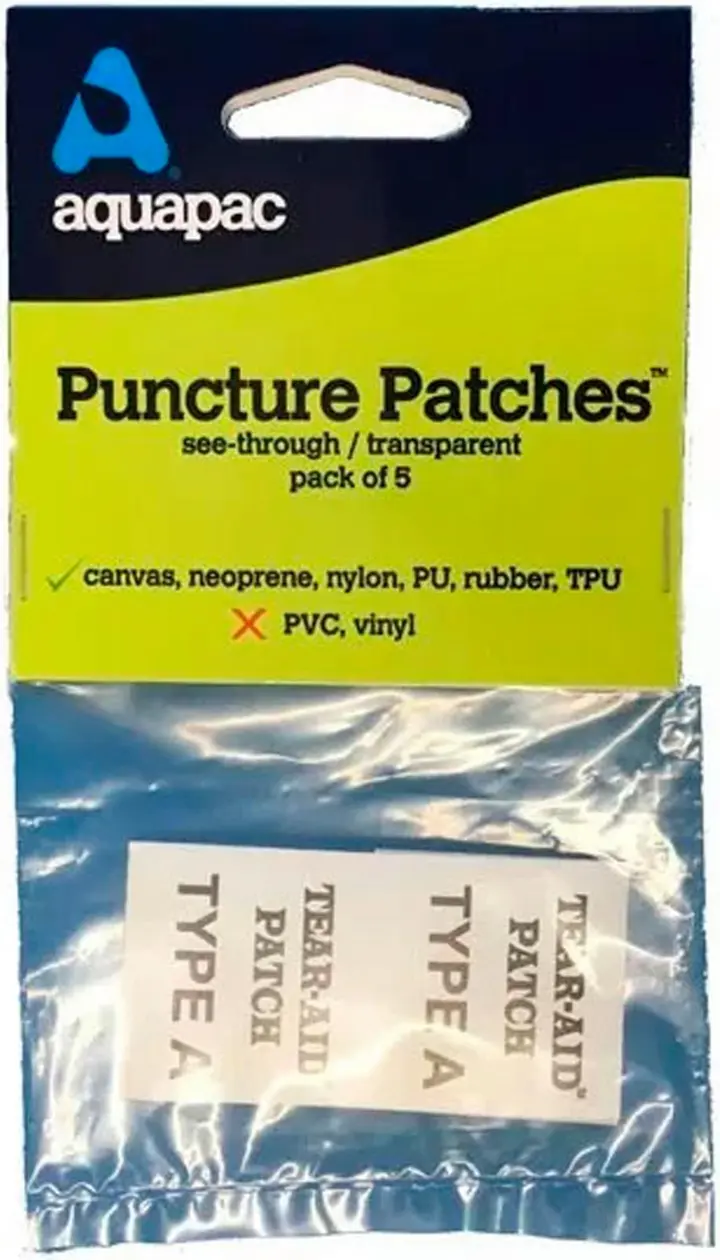 aquapac
Puncture Patches™
see-through / transparent
pack of 5
canvas, neoprene, nylon, PU, rubber, TPU
PVC, vinyl
TEAR-AID®
PATCH
TYPE A
TEAR-AID
PATCH
TYPE A